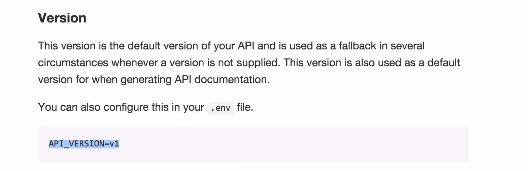 Version
This version is the default version of your API and is used as a fallback in several
circumstances whenever a version is not supplied. This version is also used as a default
version for when generating API documentation.
You can also configure this in your .env file.
API_VERSION=v1